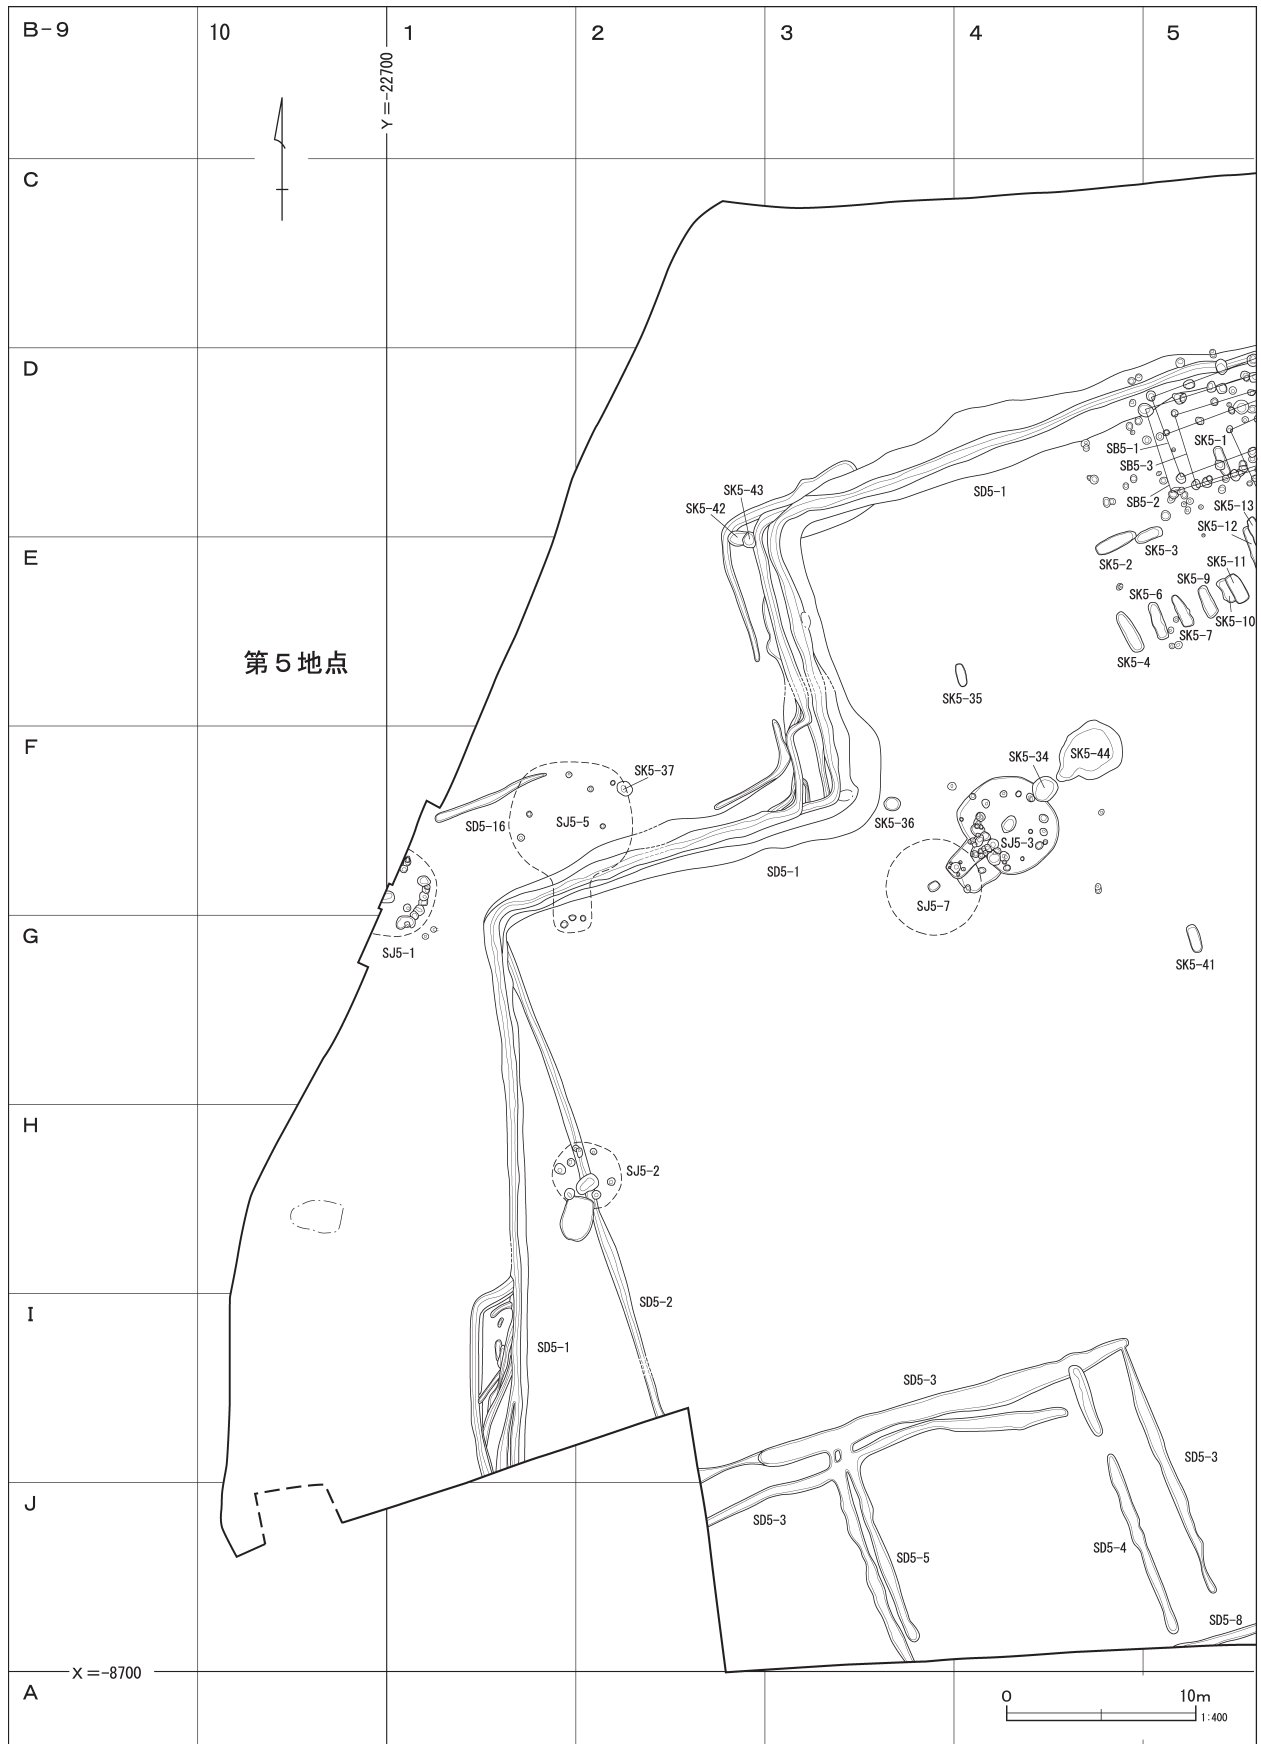 B-9 10 1 2 3 4 5
Y=-22700
C
D
SK5-1
SB5-1
SB5-3
SB5-2
SD5-1
SK5-43
SK5-42
SK5-13
SK5-12
E
SK5-3
SK5-2
SK5-11
SK5-9
SK5-6
SK5-10
SK5-7
SK5-4
第5地点
SK5-35
F
SK5-34
SK5-44
SK5-37
SD5-16
SJ5-5
SK5-36
SJ5-3
SD5-1
SJ5-7
G
SJ5-1
SK5-41
H
SJ5-2
I
SD5-2
SD5-1
SD5-3
SD5-3
J
SD5-3
SD5-5
SD5-4
SD5-8
X=-8700
A
0 10m
1:400